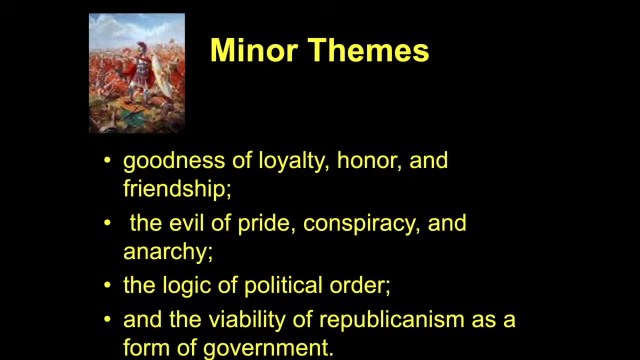 Minor Themes
• goodness of loyalty, honor, and
friendship;
• the evil of pride, conspiracy, and
anarchy;
• the logic of political order;
• and the viability of republicanism as a
form of government.